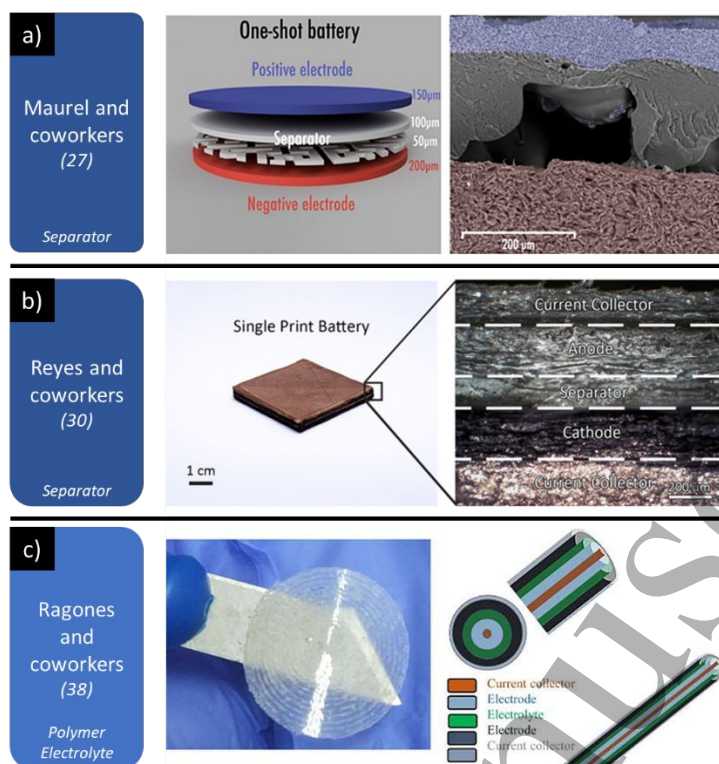 a)
Maurel and
coworkers
(27)
Separator
One-shot battery
Positive electrode
150µm
100µm
Separator
50µm
200µm
Negative electrode
200 µm
b)
Reyes and
coworkers
(30)
Separator
Single Print Battery
1 cm
Current Collector
Anode
Separator
Cathode
Current Collector
200 µm
c)
Ragones
and
coworkers
(38)
Polymer
Electrolyte
Current collector
Electrode
Electrolyte
Electrode
Current collector